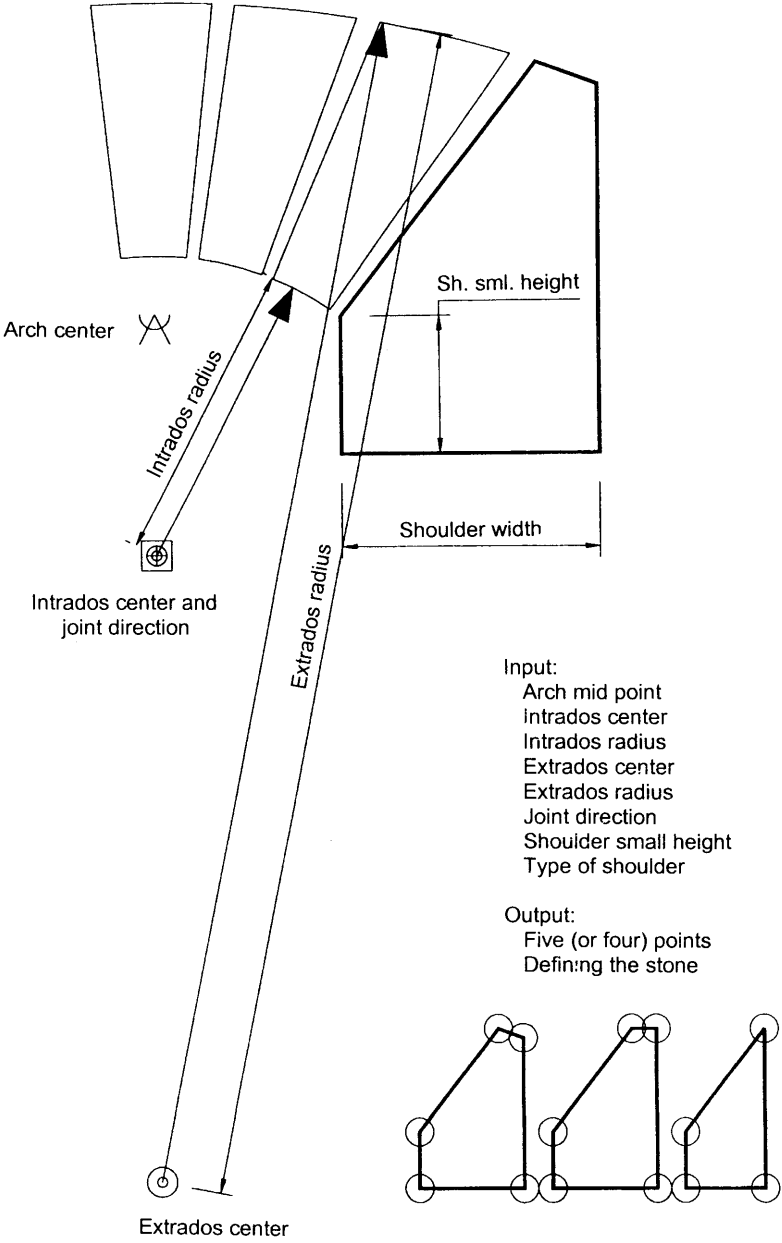 Sh. sml. height
Arch center
Intrados radius
Shoulder width
Intrados center and
joint direction
Extrados radius
Input:
Arch mid point
Intrados center
Intrados radius
Extrados center
Extrados radius
Joint direction
Shoulder small height
Type of shoulder
Output:
Five (or four) points
Defining the stone
Extrados center